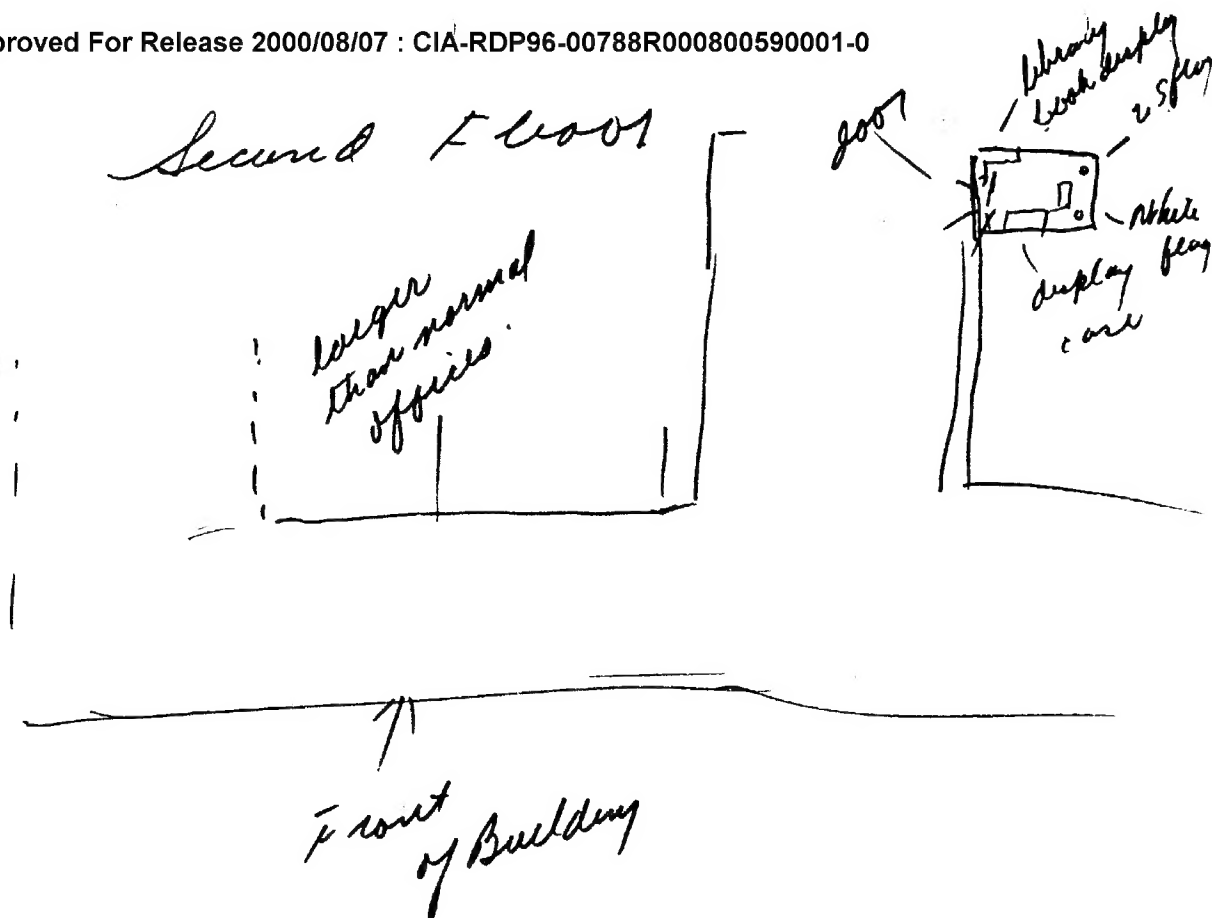 proved For Release 2000/08/07 : CIA-RDP96-00788R000800590001-0
Second Floor
door
library
book display
US flag
white
flag
display
case
larger
than normal
offices.
Front
of Building